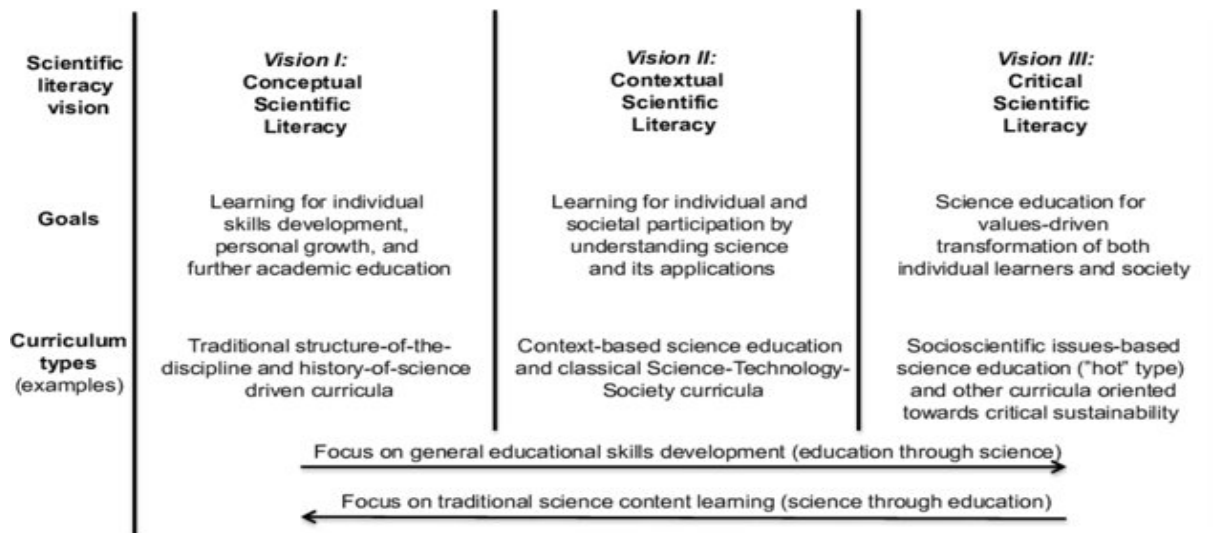 Scientific
literacy
vision
Vision I:
Conceptual
Scientific
Literacy
Vision II:
Contextual
Scientific
Literacy
Vision III:
Critical
Scientific
Literacy
Goals
Learning for individual
skills development,
personal growth, and
further academic education
Learning for individual and
societal participation by
understanding science
and its applications
Science education for
values-driven
transformation of both
individual learners and society
Curriculum
types
(examples)
Traditional structure-of-the-
discipline and history-of-science
driven curricula
Context-based science education
and classical Science-Technology-
Society curricula
Socioscientific issues-based
science education ("hot" type)
and other curricula oriented
towards critical sustainability
Focus on general educational skills development (education through science)
Focus on traditional science content learning (science through education)